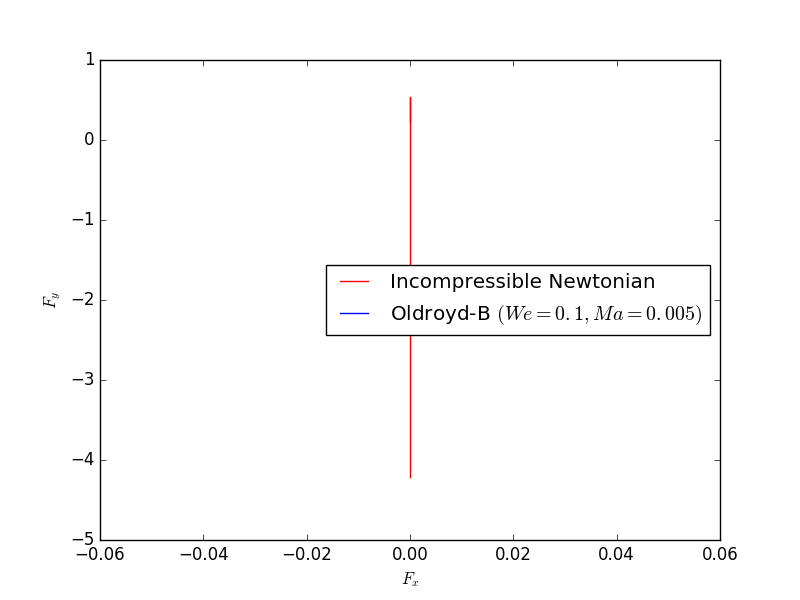 1
0
−1
−2
−3
−4
−5
F_y
Incompressible Newtonian
Oldroyd-B (We = 0.1, Ma = 0.005)
−0.06 −0.04 −0.02 0.00 0.02 0.04 0.06
F_x